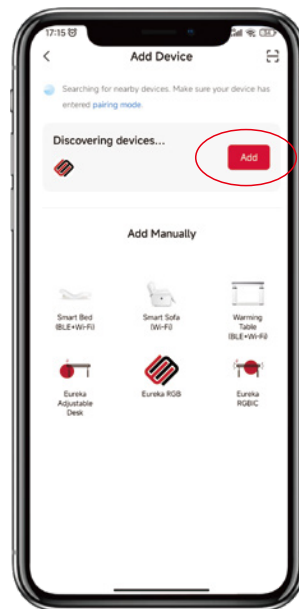 17:15
Add Device
Searching for nearby devices. Make sure your device has
entered pairing mode.
Discovering devices...
Add
Add Manually
Smart Bed
(BLE+Wi-Fi)
Smart Sofa
(Wi-Fi)
Warming
Table
(BLE+Wi-Fi)
Eureka
Adjustable
Desk
Eureka RGB
Eureka
RGBIC